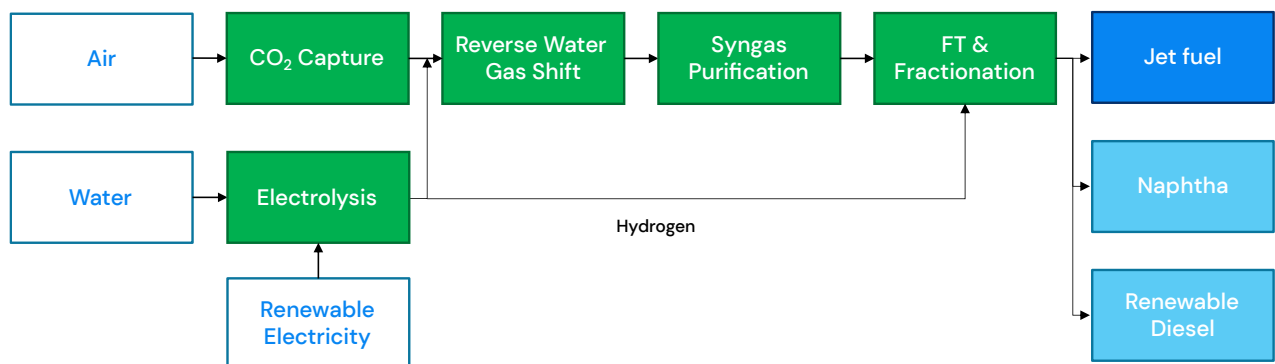 Air
CO₂ Capture
Reverse Water
Gas Shift
Syngas
Purification
FT &
Fractionation
Jet fuel
Water
Electrolysis
Hydrogen
Naphtha
Renewable
Electricity
Renewable
Diesel